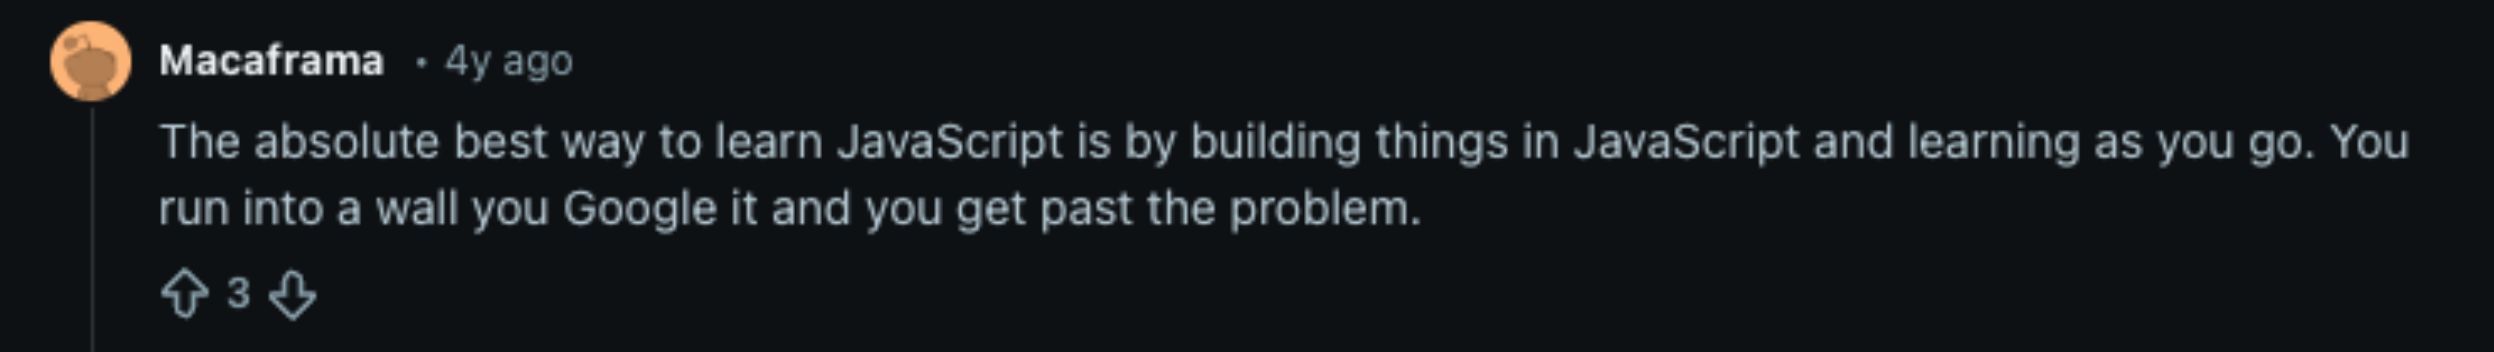 Macaframa • 4y ago
The absolute best way to learn JavaScript is by building things in JavaScript and learning as you go. You
run into a wall you Google it and you get past the problem.
3